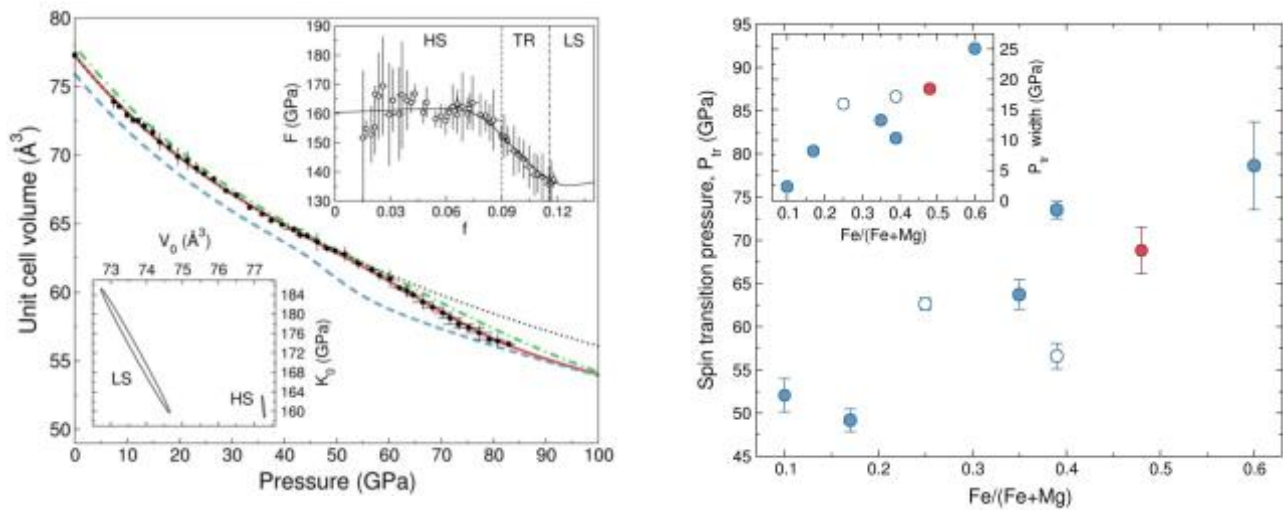 80
75
70
65
60
55
50
Unit cell volume (Å³)
0 10 20 30 40 50 60 70 80 90 100
Pressure (GPa)
190
180
170
160
150
140
130
F (GPa)
HS TR LS
0 0.03 0.06 0.09 0.12
f
V₀ (Å³)
73 74 75 76 77
184
180
176
172
168
164
160
K₀ (GPa)
LS
HS
95
90
85
80
75
70
65
60
55
50
45
Spin transition pressure, Pₜᵣ (GPa)
0.1 0.2 0.3 0.4 0.5 0.6
Fe/(Fe+Mg)
25
20
15
10
5
0
Pₜᵣ width (GPa)
0.1 0.2 0.3 0.4 0.5 0.6
Fe/(Fe+Mg)